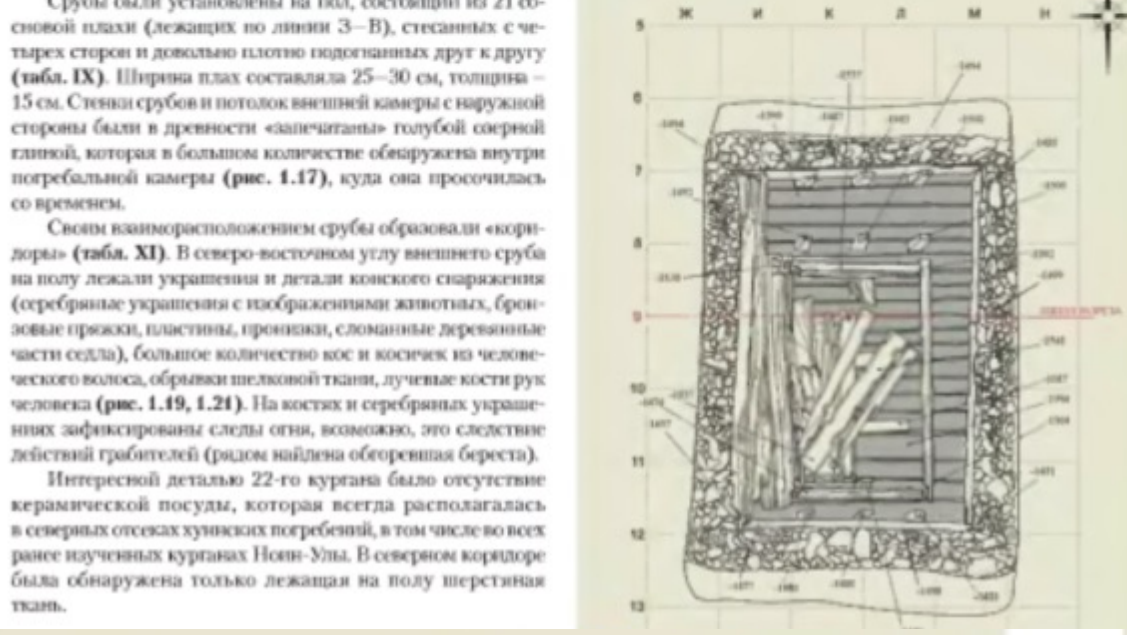 Срубы были установлены на пол, состоящий из 21 со-
сновой плахи (лежащих по линии З—В), стесанных с че-
тырех сторон и довольно плотно подогнанных друг к другу
(табл. IX). Ширина плах составляла 25—30 см, толщина –
15 см. Стенки срубов и потолок внешней камеры с наружной
стороны были в древности «запечатаны» голубой озерной
глиной, которая в большом количестве обнаружена внутри
погребальной камеры (рис. 1.17), куда она просочилась
со временем.
Своим взаиморасположением срубы образовали «кори-
доры» (табл. XI). В северо-восточном углу внешнего сруба
на полу лежали украшения и детали конского снаряжения
(серебряные украшения с изображениями животных, брон-
зовые пряжки, пластины, пронизки, сломанные деревянные
части седла), большое количество кос и косичек из челове-
ческого волоса, обрывки шелковой ткани, лучевые кости рук
человека (рис. 1.19, 1.21). На костях и серебряных украше-
ниях зафиксированы следы огня, возможно, это следствие
действий грабителей (рядом найдена обгоревшая береста).
Интересной деталью 22-го кургана было отсутствие
керамической посуды, которая всегда располагалась
в северных отсеках хуннских погребений, в том числе во всех
ранее изученных курганах Ноин-Улы. В северном коридоре
была обнаружена только лежащая на полу шерстяная
ткань.
Ж И К Л М Н
5
6
7
8
9
10
11
12
13